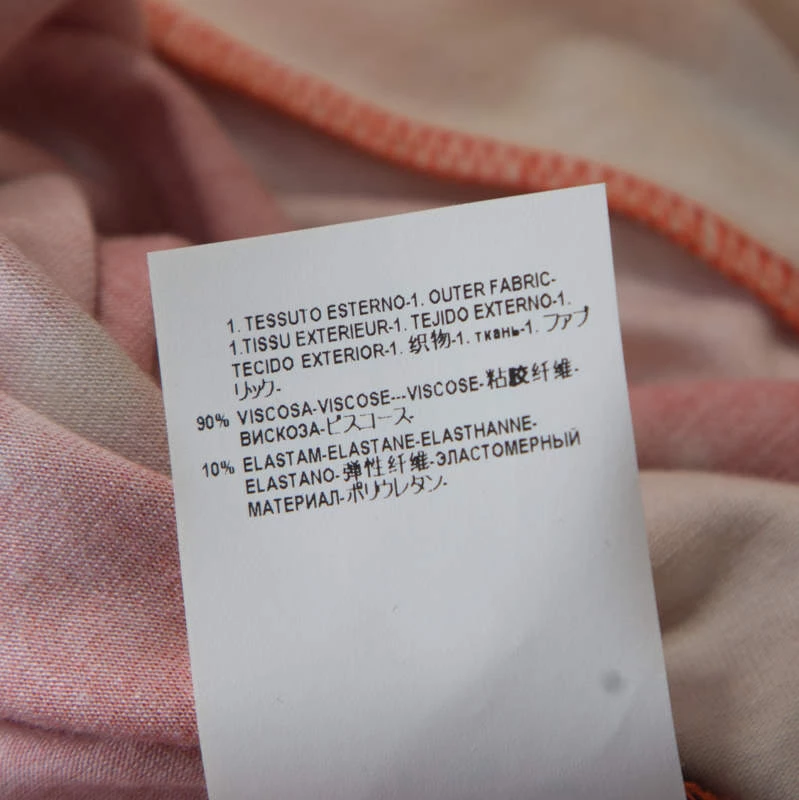 1. TESSUTO ESTERNO-1. OUTER FABRIC-
1.TISSU EXTERIEUR-1. TEJIDO EXTERNO-1.
TECIDO EXTERIOR-1. 织物-1. ткань-1. ファブ
リック-
90% VISCOSA-VISCOSE---VISCOSE-粘胶纤维-
ВИСКОЗА-ビスコース-
10% ELASTAM-ELASTANE-ELASTHANNE-
ELASTANO-弹性纤维-ЭЛАСТОМЕРНЫЙ
МАТЕРИАЛ-ポリウレタン-